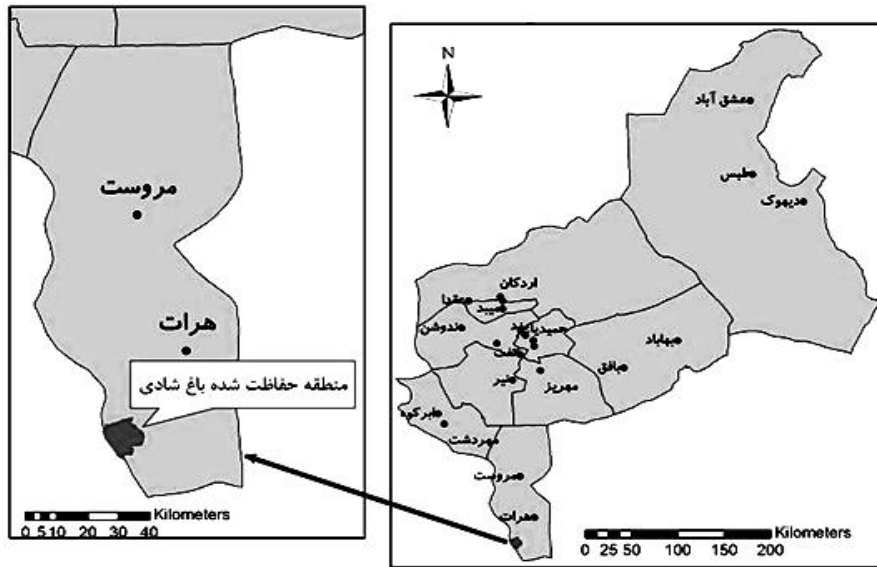 مروست
هرات
منطقه حفاظت شده باغ شادی
Kilometers
0 5 10 20 30 40
N
عشق آباد
طبس
دیهوک
اردکان
عقدا
میبد
ندوشن
حمیدیا
تفت
بهاباد
بافق
نیر
مهریز
ابرکوه
مهردشت
مروست
هرات
Kilometers
0 25 50 100 150 200